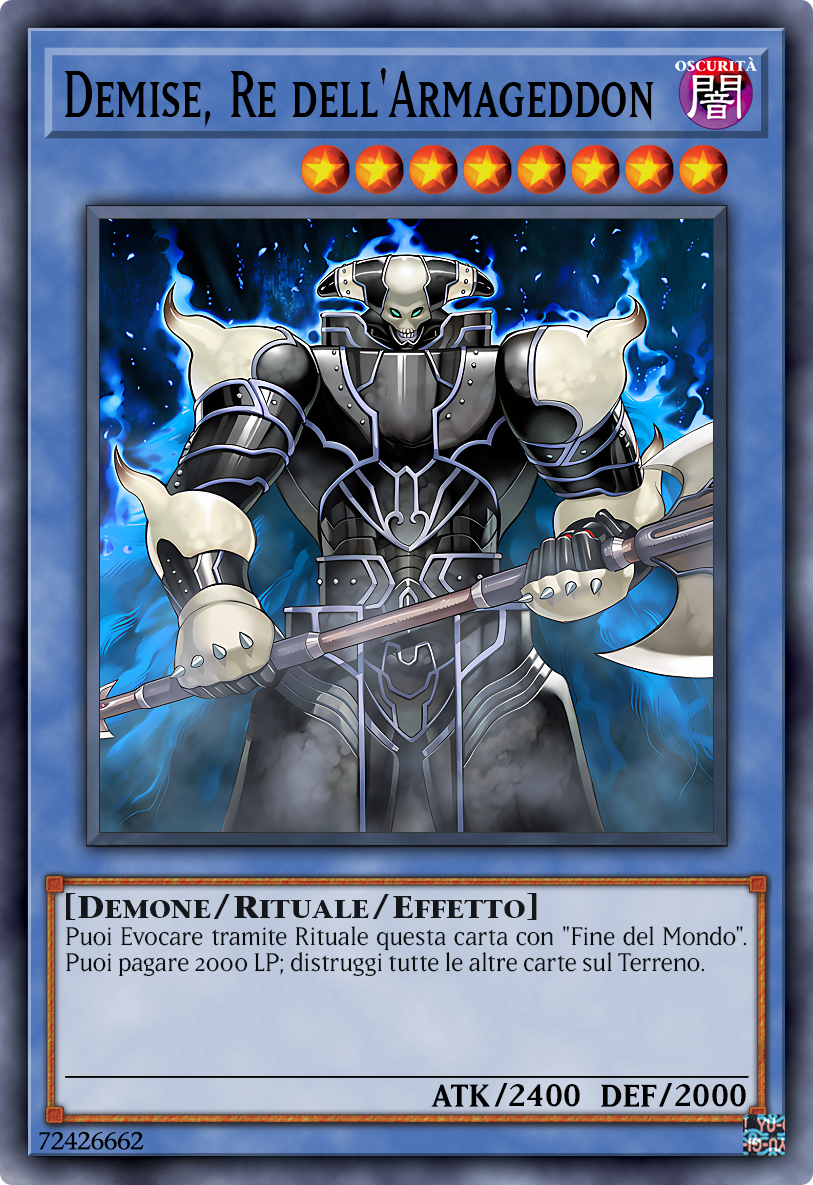 Demise, Re dell'Armageddon
OSCURITÀ
闇
[Demone/Rituale/Effetto]
Puoi Evocare tramite Rituale questa carta con "Fine del Mondo".
Puoi pagare 2000 LP; distruggi tutte le altre carte sul Terreno.
ATK/2400 DEF/2000
72426662